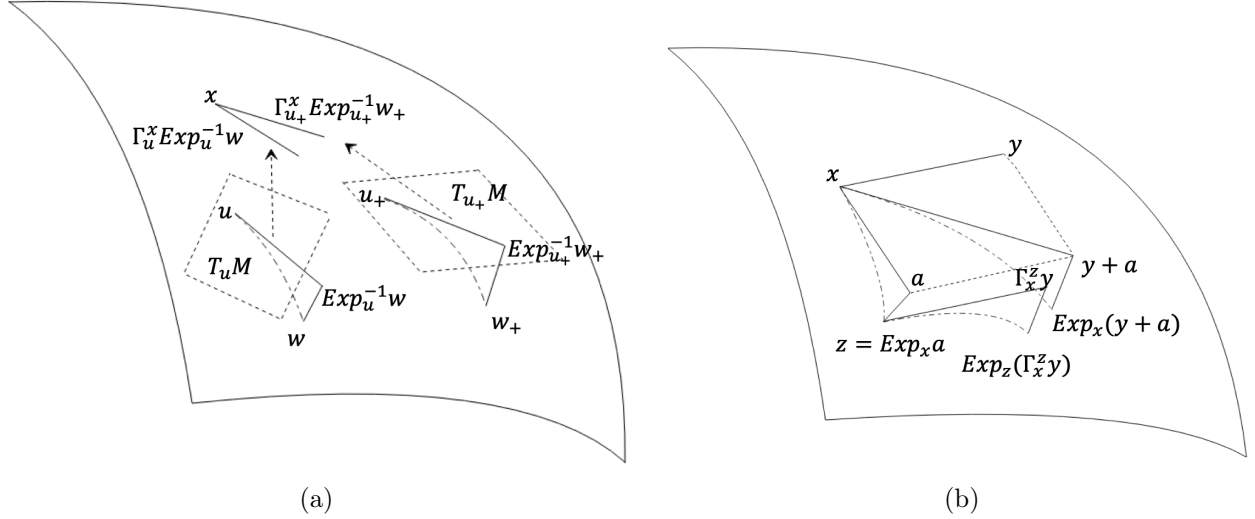 x
Γ_{u_+}^x Exp_{u_+}^{-1} w_+
Γ_u^x Exp_u^{-1} w
u_+
T_{u_+} M
u
T_u M
Exp_{u_+}^{-1} w_+
Exp_u^{-1} w
w
w_+
(a)
y
x
a
Γ_x^z y
y + a
z = Exp_x a
Exp_x(y + a)
Exp_z(Γ_x^z y)
(b)